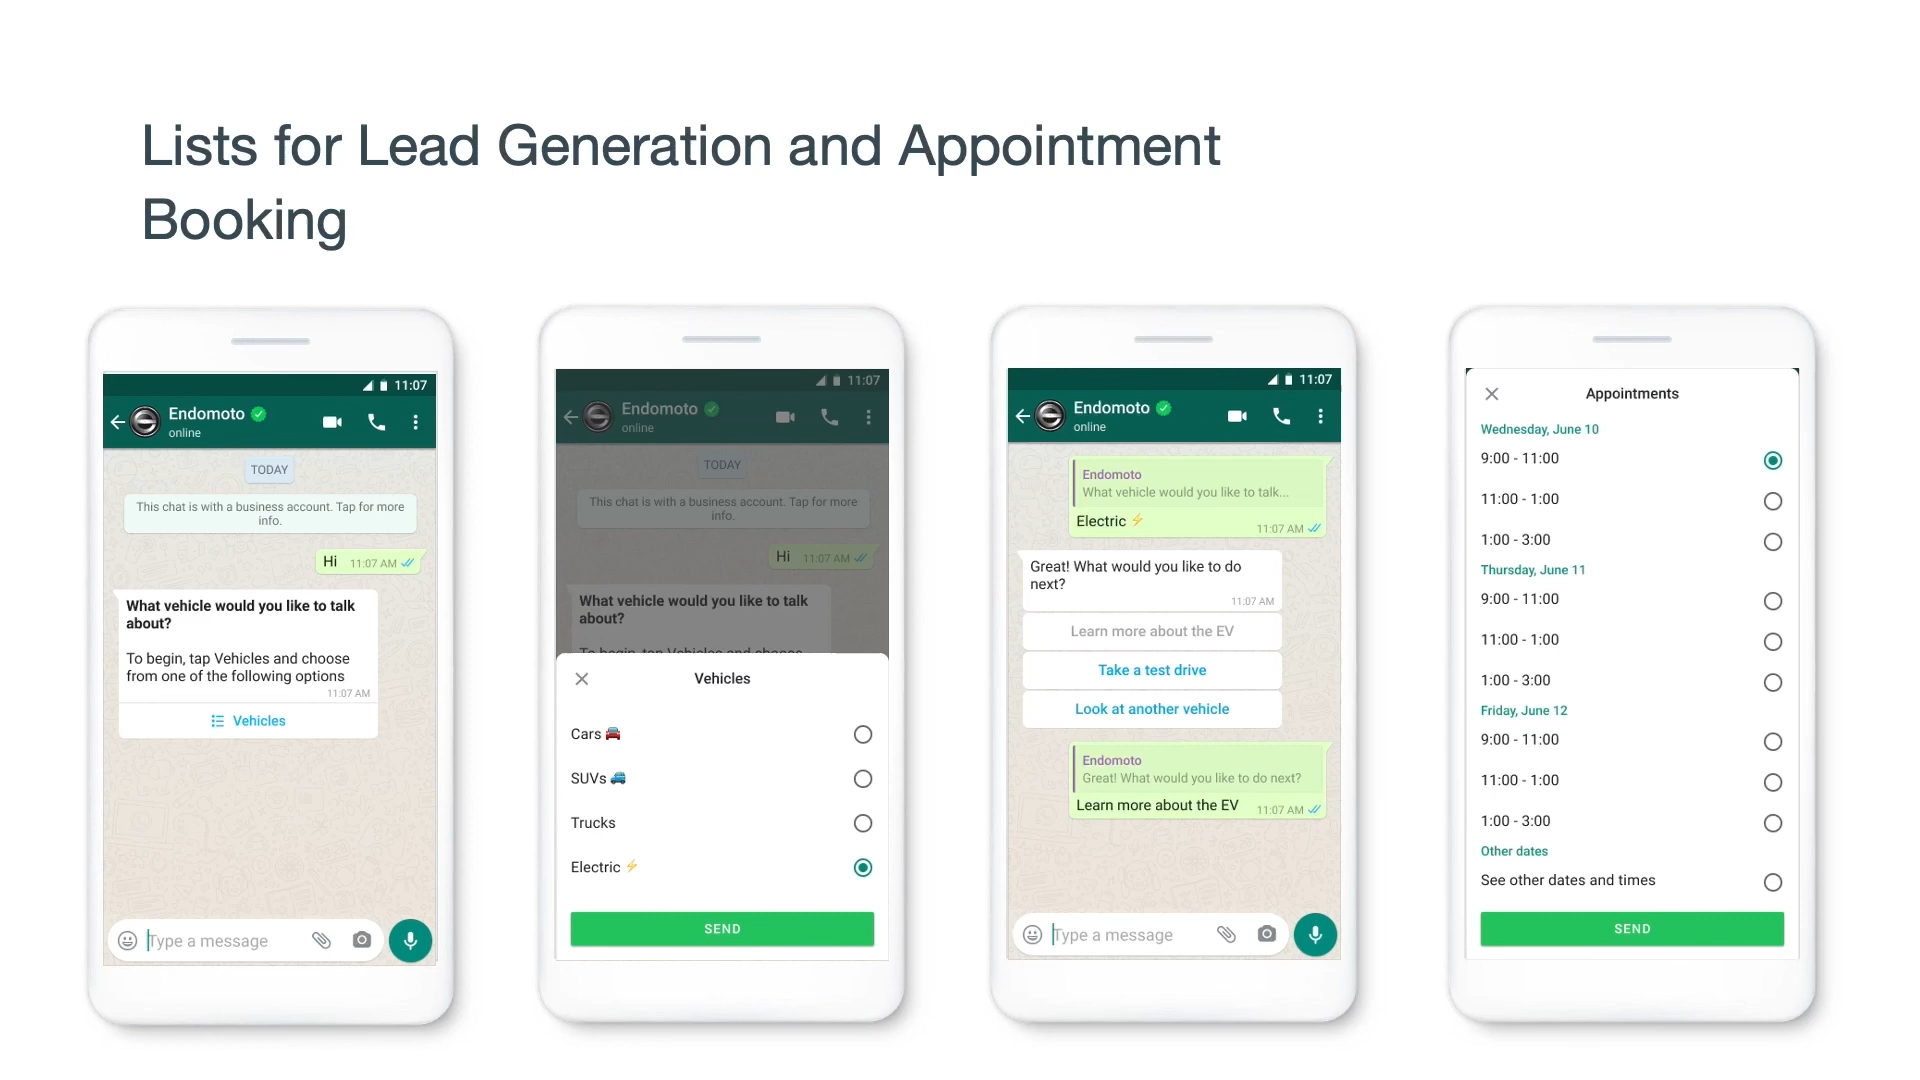 Lists for Lead Generation and Appointment
Booking
11:07
Endomoto
online
TODAY
This chat is with a business account. Tap for more
info.
Hi 11:07 AM
What vehicle would you like to talk
about?
To begin, tap Vehicles and choose
from one of the following options
11:07 AM
Vehicles
Type a message
11:07
Endomoto
online
TODAY
This chat is with a business account. Tap for more
info.
Hi 11:07 AM
What vehicle would you like to talk
about?
To begin, tap Vehicles and choose
Vehicles
Cars 🚘
SUVs 🚙
Trucks
Electric ⚡
SEND
11:07
Endomoto
online
Endomoto
What vehicle would you like to talk...
Electric ⚡ 11:07 AM
Great! What would you like to do
next?
11:07 AM
Learn more about the EV
Take a test drive
Look at another vehicle
Endomoto
Great! What would you like to do next?
Learn more about the EV 11:07 AM
Type a message
Appointments
Wednesday, June 10
9:00 - 11:00
11:00 - 1:00
1:00 - 3:00
Thursday, June 11
9:00 - 11:00
11:00 - 1:00
1:00 - 3:00
Friday, June 12
9:00 - 11:00
11:00 - 1:00
1:00 - 3:00
Other dates
See other dates and times
SEND